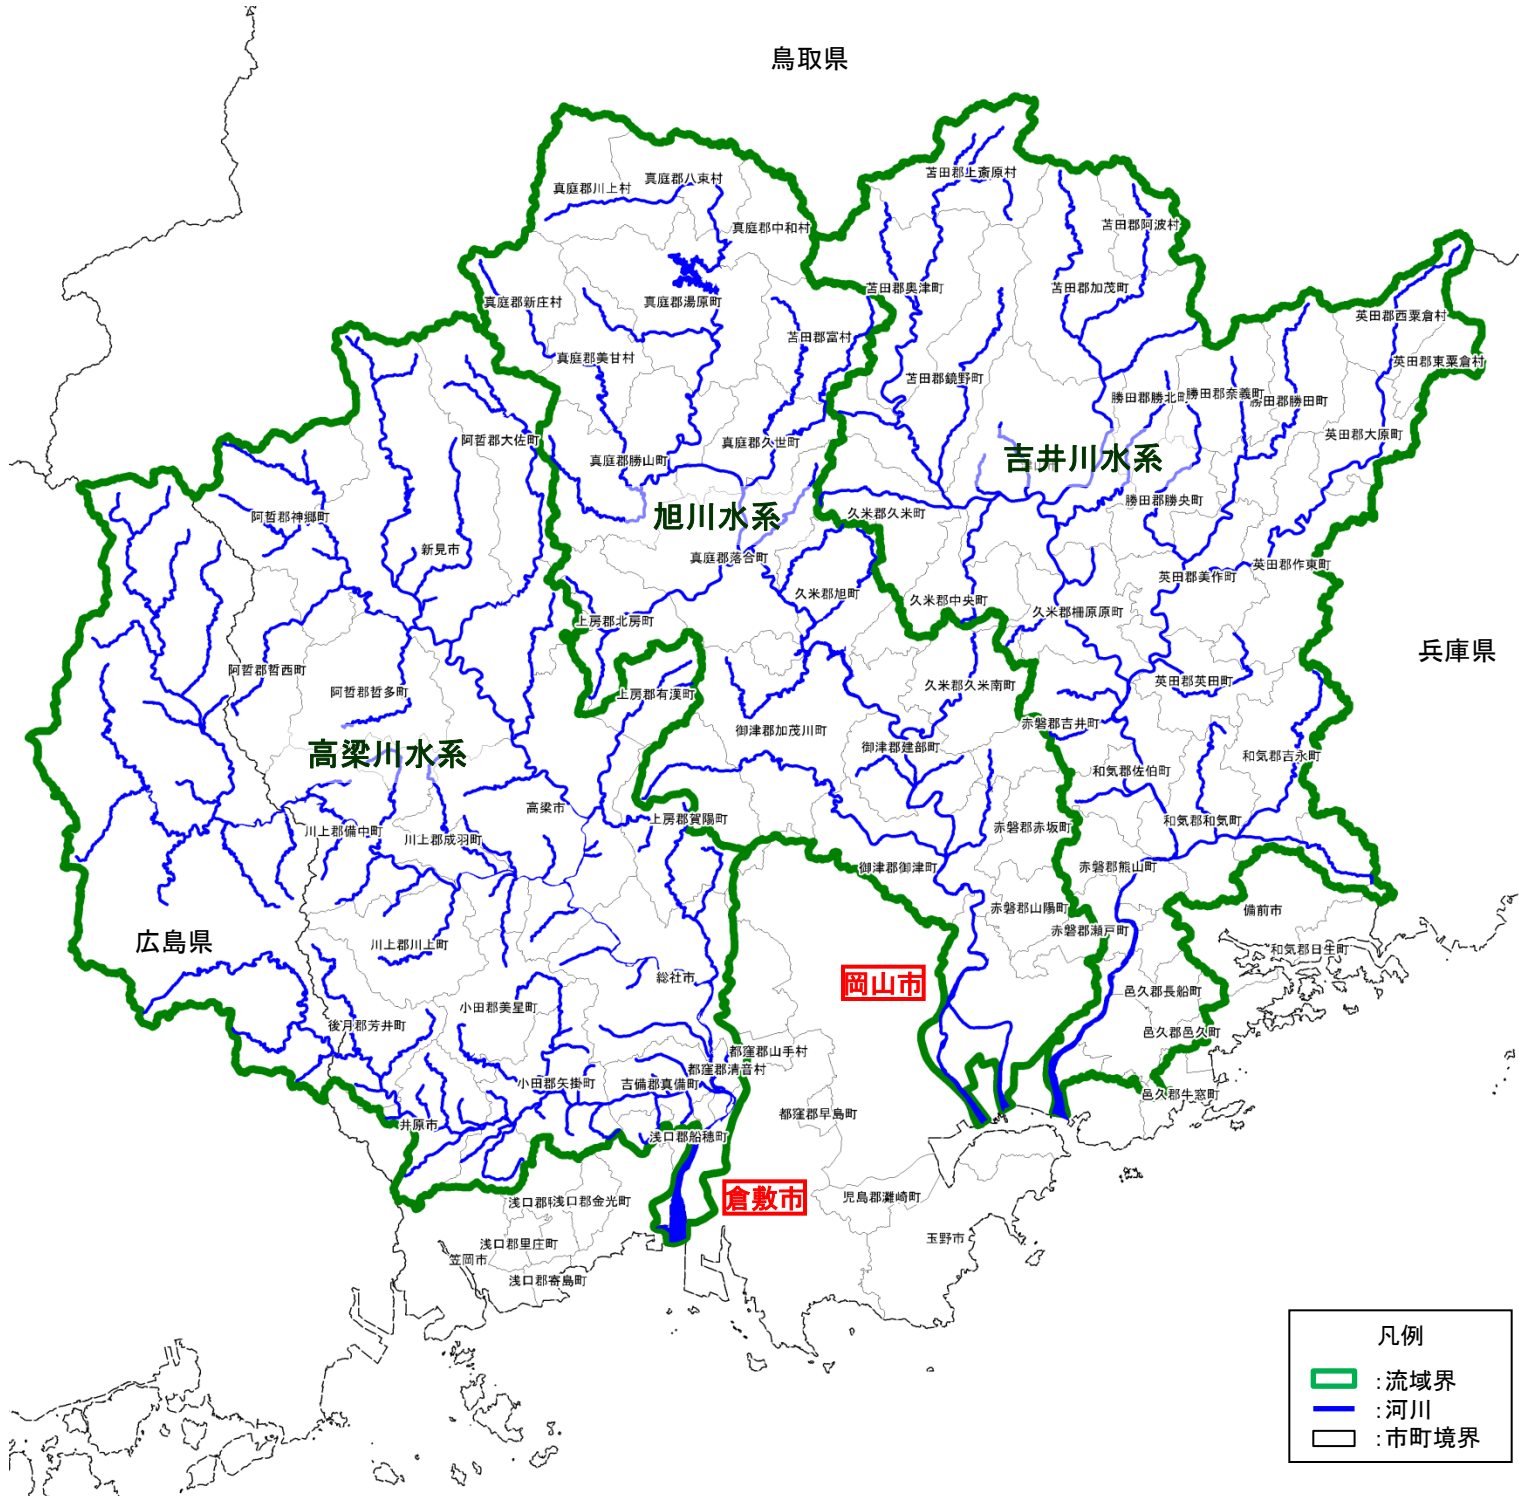 鳥取県
苫田郡上斎原村
真庭郡八束村
真庭郡川上村
真庭郡中和村
苫田郡阿波村
苫田郡奥津町
苫田郡加茂町
真庭郡新庄村
真庭郡湯原町
英田郡西粟倉村
苫田郡富村
真庭郡美甘村
英田郡東粟倉村
苫田郡鏡野町
勝田郡勝北町
勝田郡奈義町
勝田郡勝田町
英田郡大原町
阿哲郡大佐町
真庭郡久世町
真庭郡勝山町
吉井川水系
勝田郡勝央町
阿哲郡神郷町
旭川水系
久米郡久米町
新見市
真庭郡落合町
英田郡作東町
英田郡美作町
久米郡旭町
久米郡中央町
久米郡柵原原町
上房郡北房町
兵庫県
阿哲郡哲西町
阿哲郡哲多町
上房郡有漢町
久米郡久米南町
英田郡英田町
赤磐郡吉井町
御津郡加茂川町
御津郡建部町
高梁川水系
和気郡吉永町
和気郡佐伯町
高梁市
上房郡賀陽町
和気郡和気町
赤磐郡赤坂町
川上郡備中町
川上郡成羽町
御津郡御津町
赤磐郡熊山町
赤磐郡山陽町
備前市
赤磐郡瀬戸町
広島県
川上郡川上町
和気郡日生町
総社市
岡山市
邑久郡長船町
小田郡美星町
後月郡芳井町
邑久郡邑久町
都窪郡山手村
都窪郡清音村
小田郡矢掛町
吉備郡真備町
邑久郡牛窓町
都窪郡早島町
井原市
浅口郡船穂町
倉敷市
児島郡灘崎町
浅口郡
浅口郡金光町
玉野市
浅口郡里庄町
笠岡市
浅口郡寄島町
凡例
:流域界
:河川
:市町境界